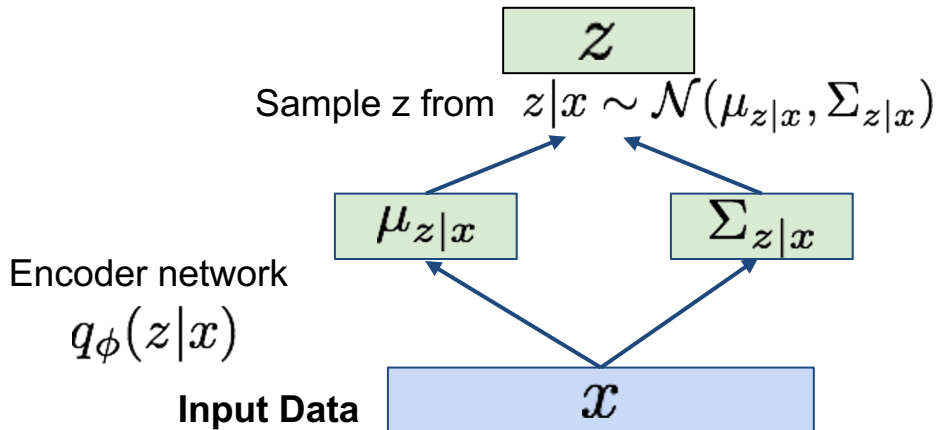 z
Sample z from z|x ∼ 𝒩(μ_{z|x}, Σ_{z|x})
μ_{z|x} Σ_{z|x}
Encoder network
q_ϕ(z|x)
Input Data x